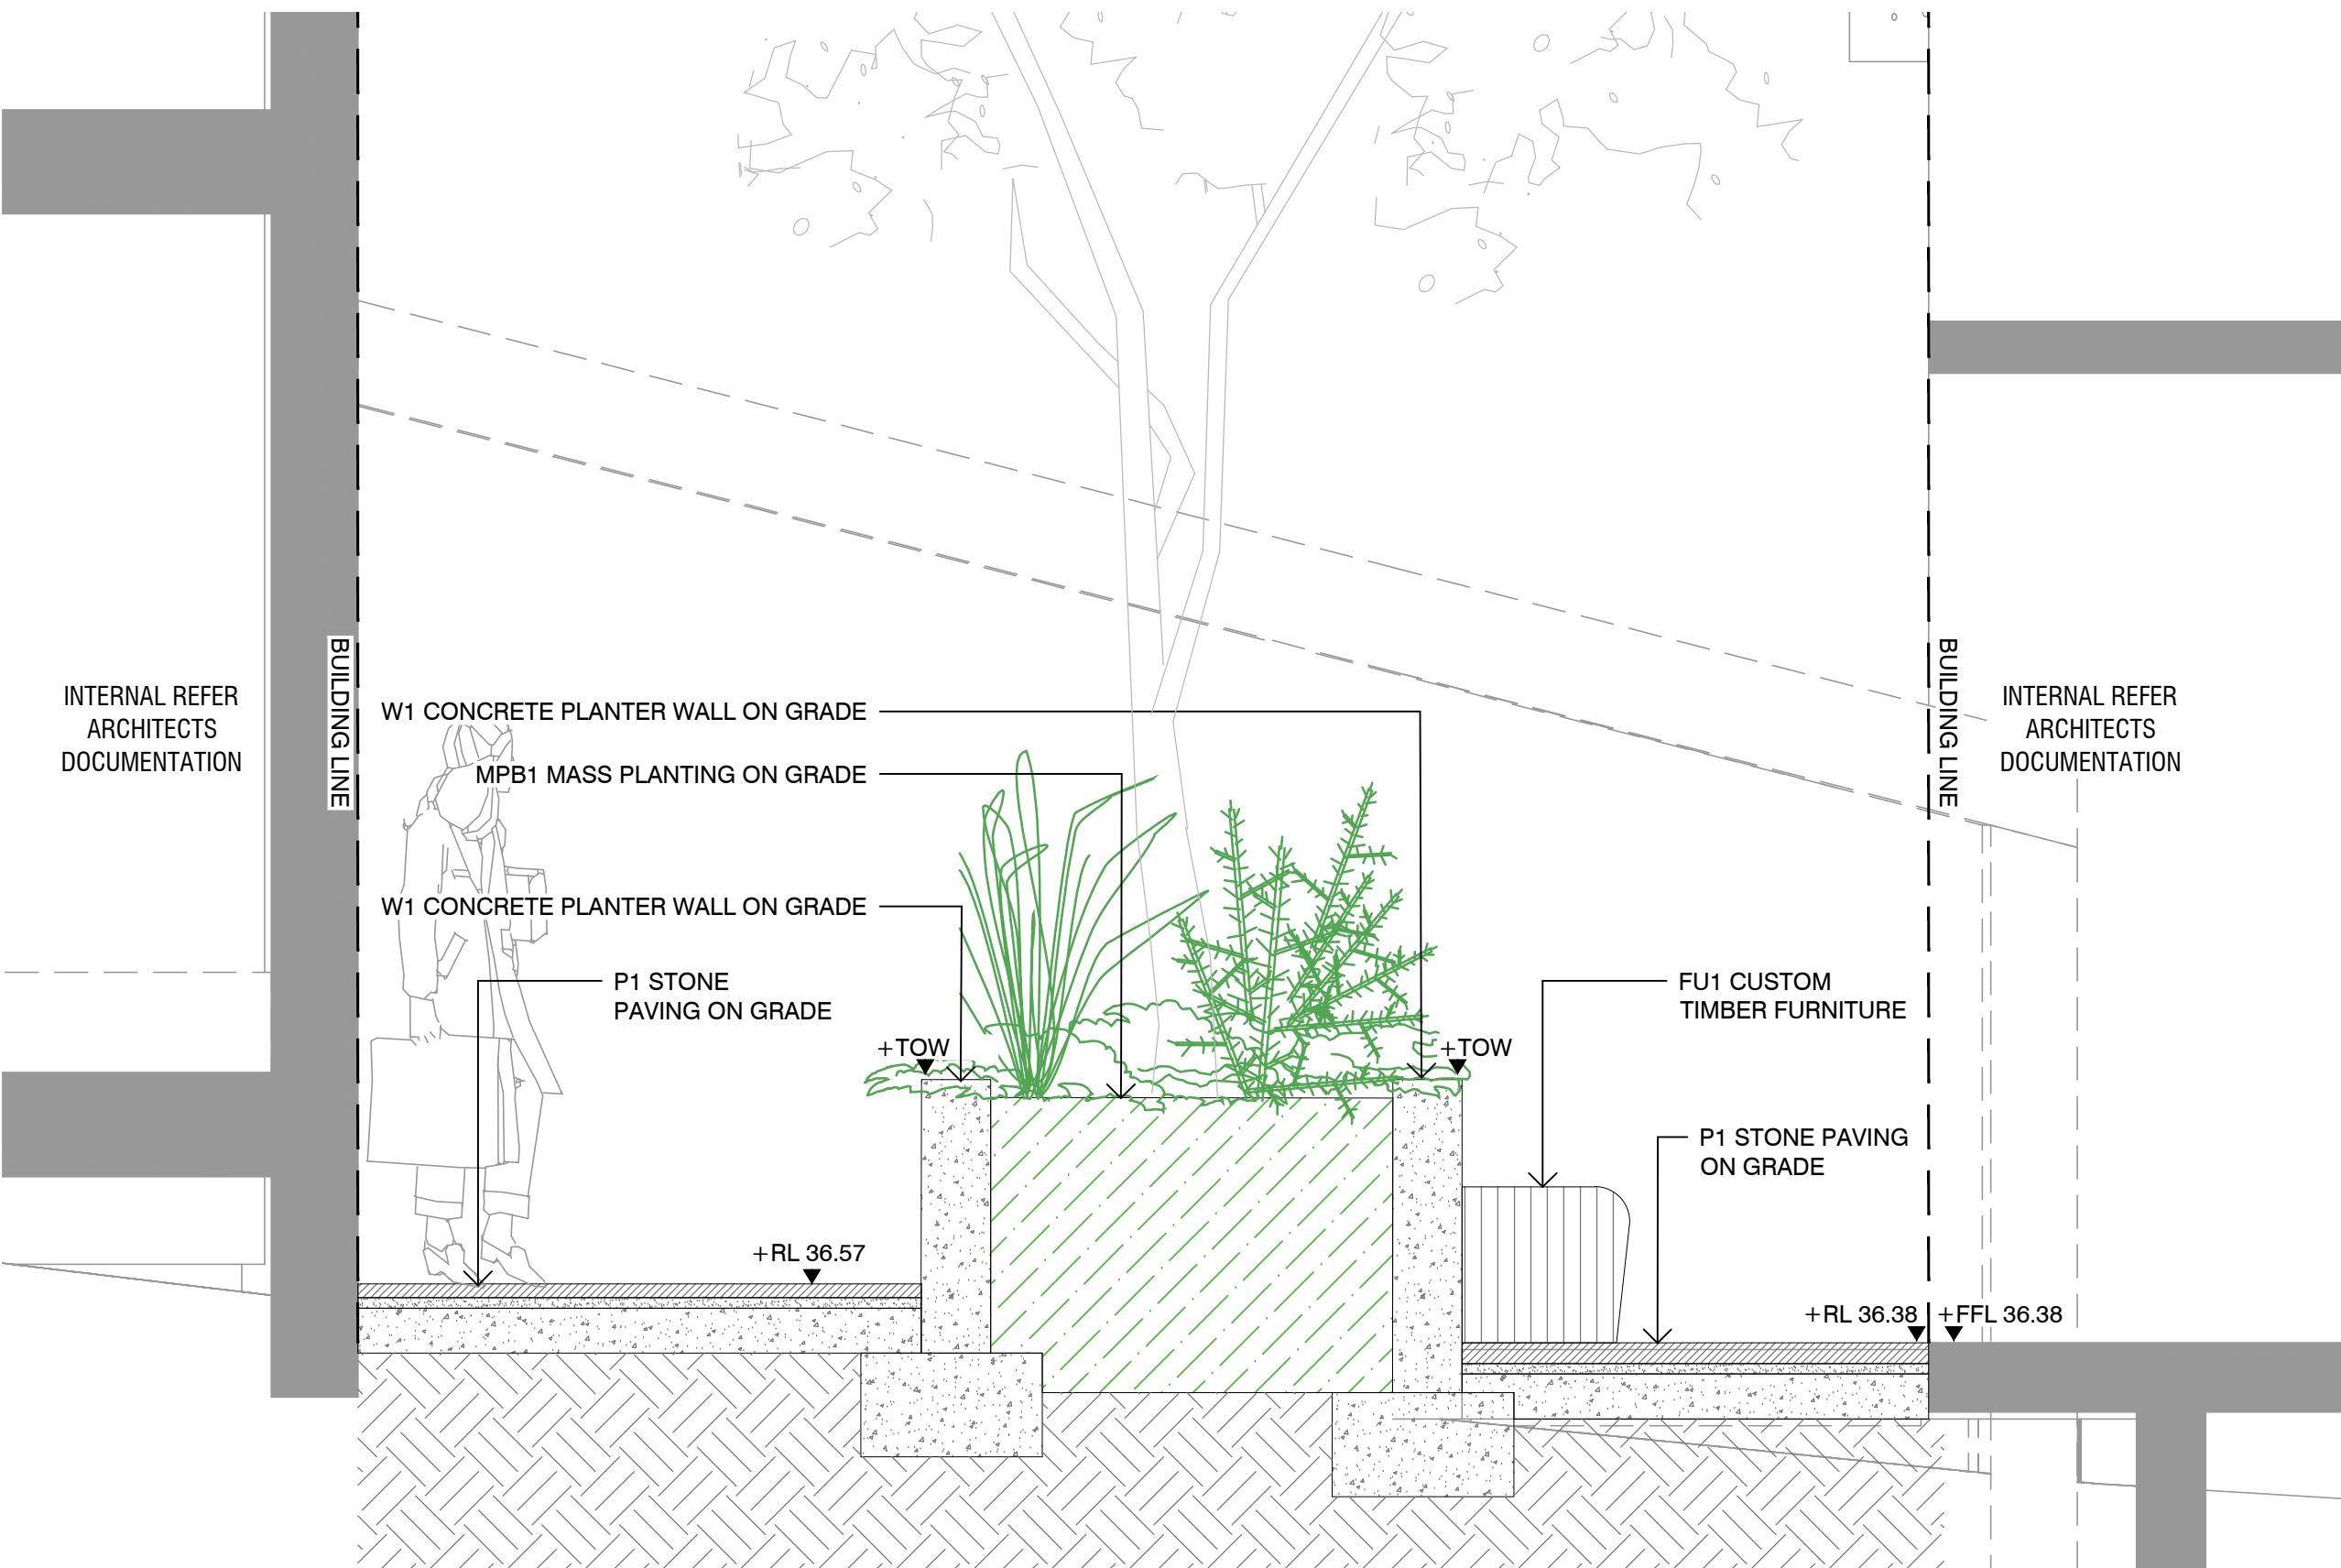 INTERNAL REFER
ARCHITECTS
DOCUMENTATION
BUILDING LINE
W1 CONCRETE PLANTER WALL ON GRADE
MPB1 MASS PLANTING ON GRADE
W1 CONCRETE PLANTER WALL ON GRADE
P1 STONE
PAVING ON GRADE
+TOW
+RL 36.57
+TOW
FU1 CUSTOM
TIMBER FURNITURE
P1 STONE PAVING
ON GRADE
+RL 36.38
+FFL 36.38
BUILDING LINE
INTERNAL REFER
ARCHITECTS
DOCUMENTATION